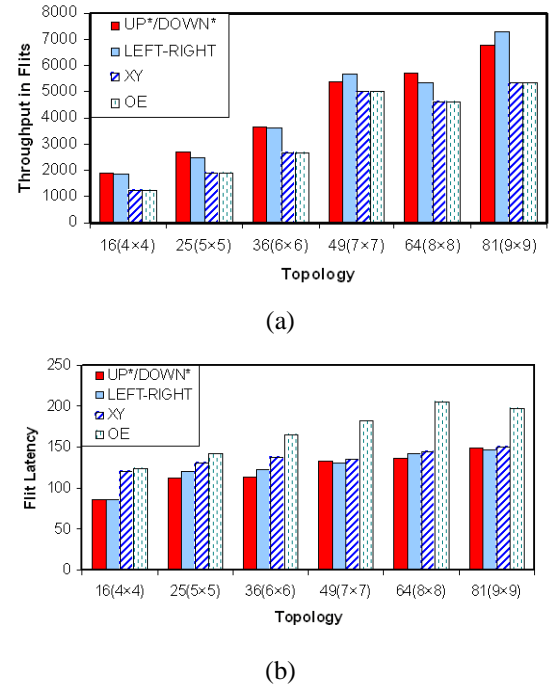 8000
7000
6000
5000
4000
3000
2000
1000
0
Throughput in Flits
UP*/DOWN*
LEFT-RIGHT
XY
OE
16(4×4) 25(5×5) 36(6×6) 49(7×7) 64(8×8) 81(9×9)
Topology
(a)
250
200
150
100
50
0
Flit Latency
UP*/DOWN*
LEFT-RIGHT
XY
OE
16(4×4) 25(5×5) 36(6×6) 49(7×7) 64(8×8) 81(9×9)
Topology
(b)